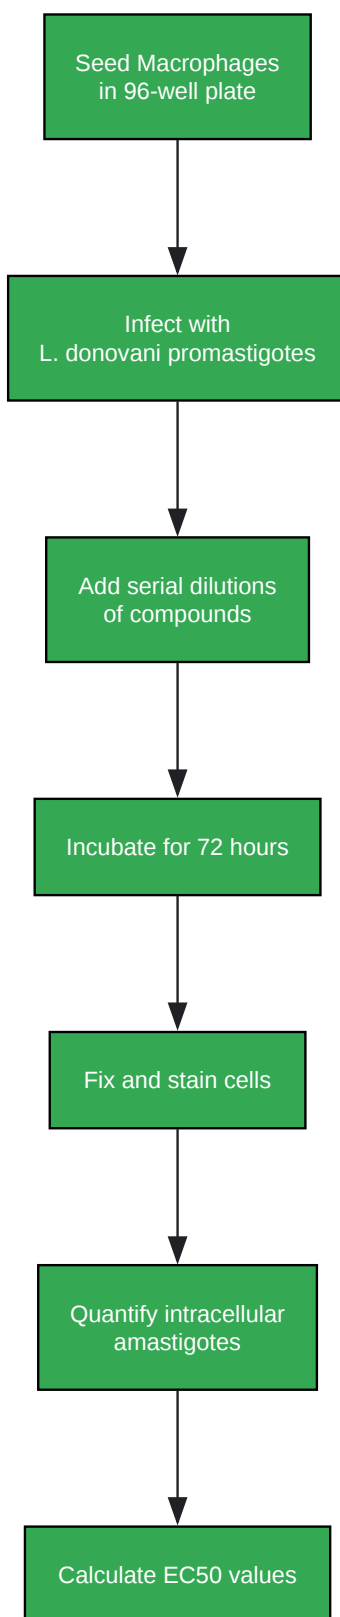 Seed Macrophages
in 96-well plate
Infect with
L. donovani promastigotes
Add serial dilutions
of compounds
Incubate for 72 hours
Fix and stain cells
Quantify intracellular
amastigotes
Calculate EC50 values